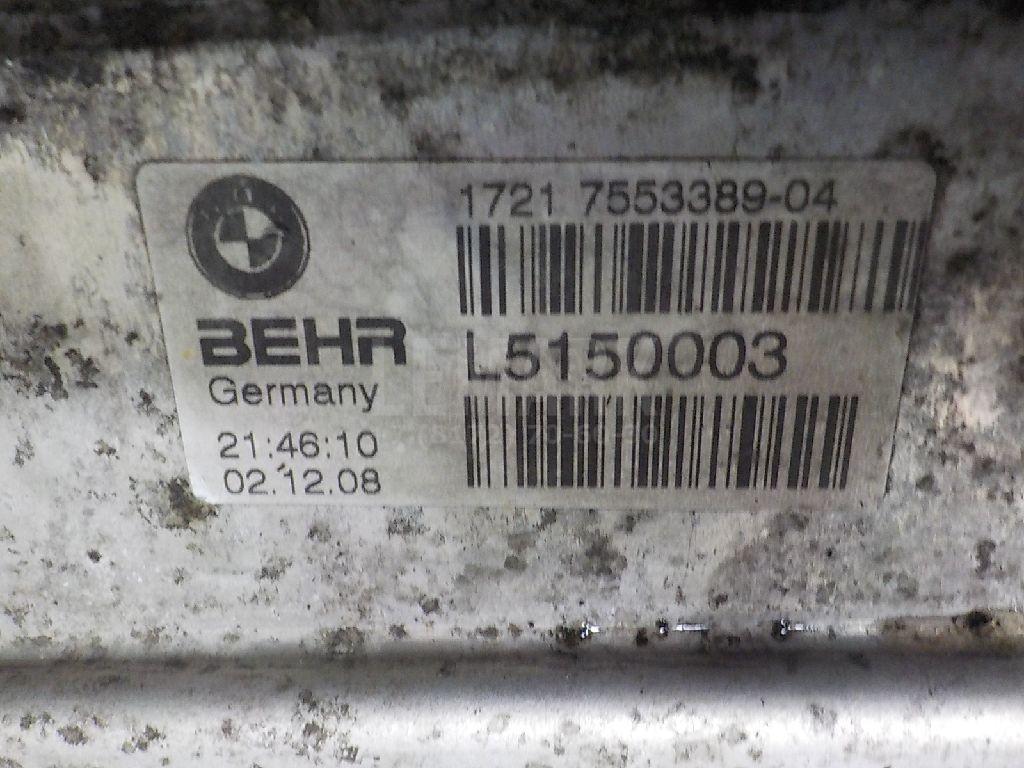 1721 7553389-04
BEHR
Germany
L5150003
21:46:10
02.12.08